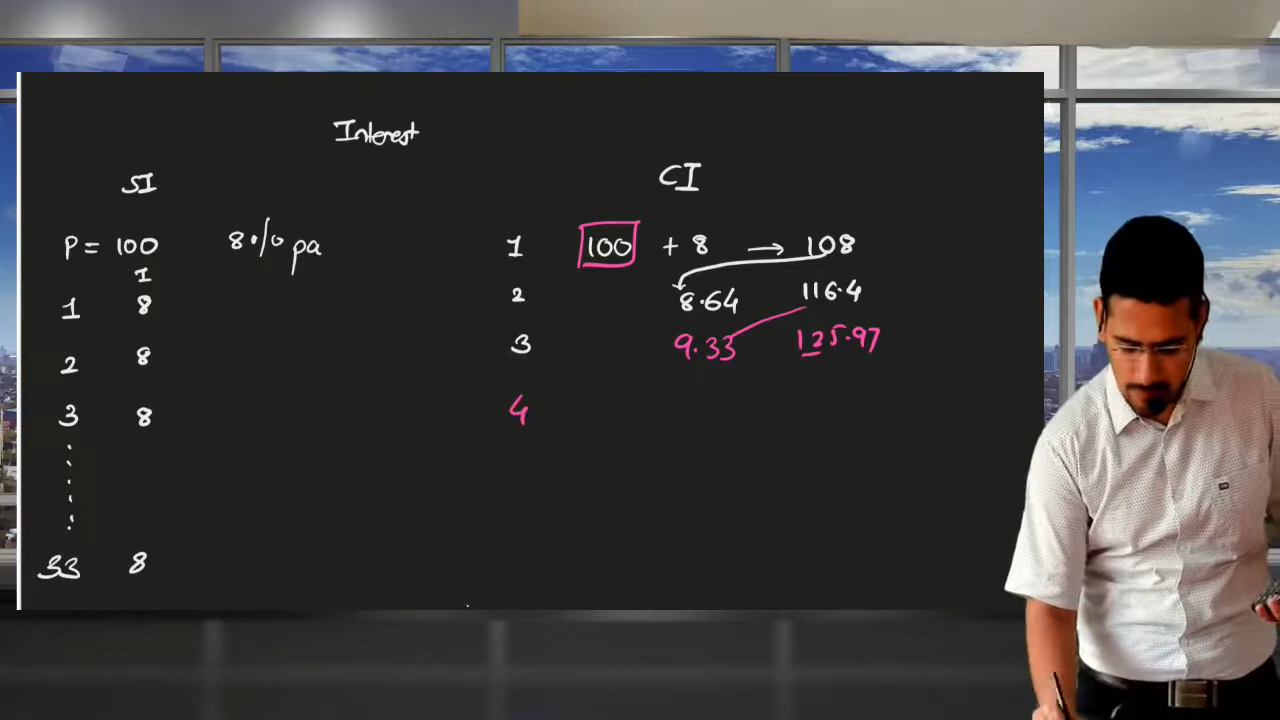 Interest
SI
P = 100 8% pa
I
1 8
2 8
3 8
33 8
CI
1 100 + 8 → 108
2 8.64 116.4
3 9.33 125.97
4